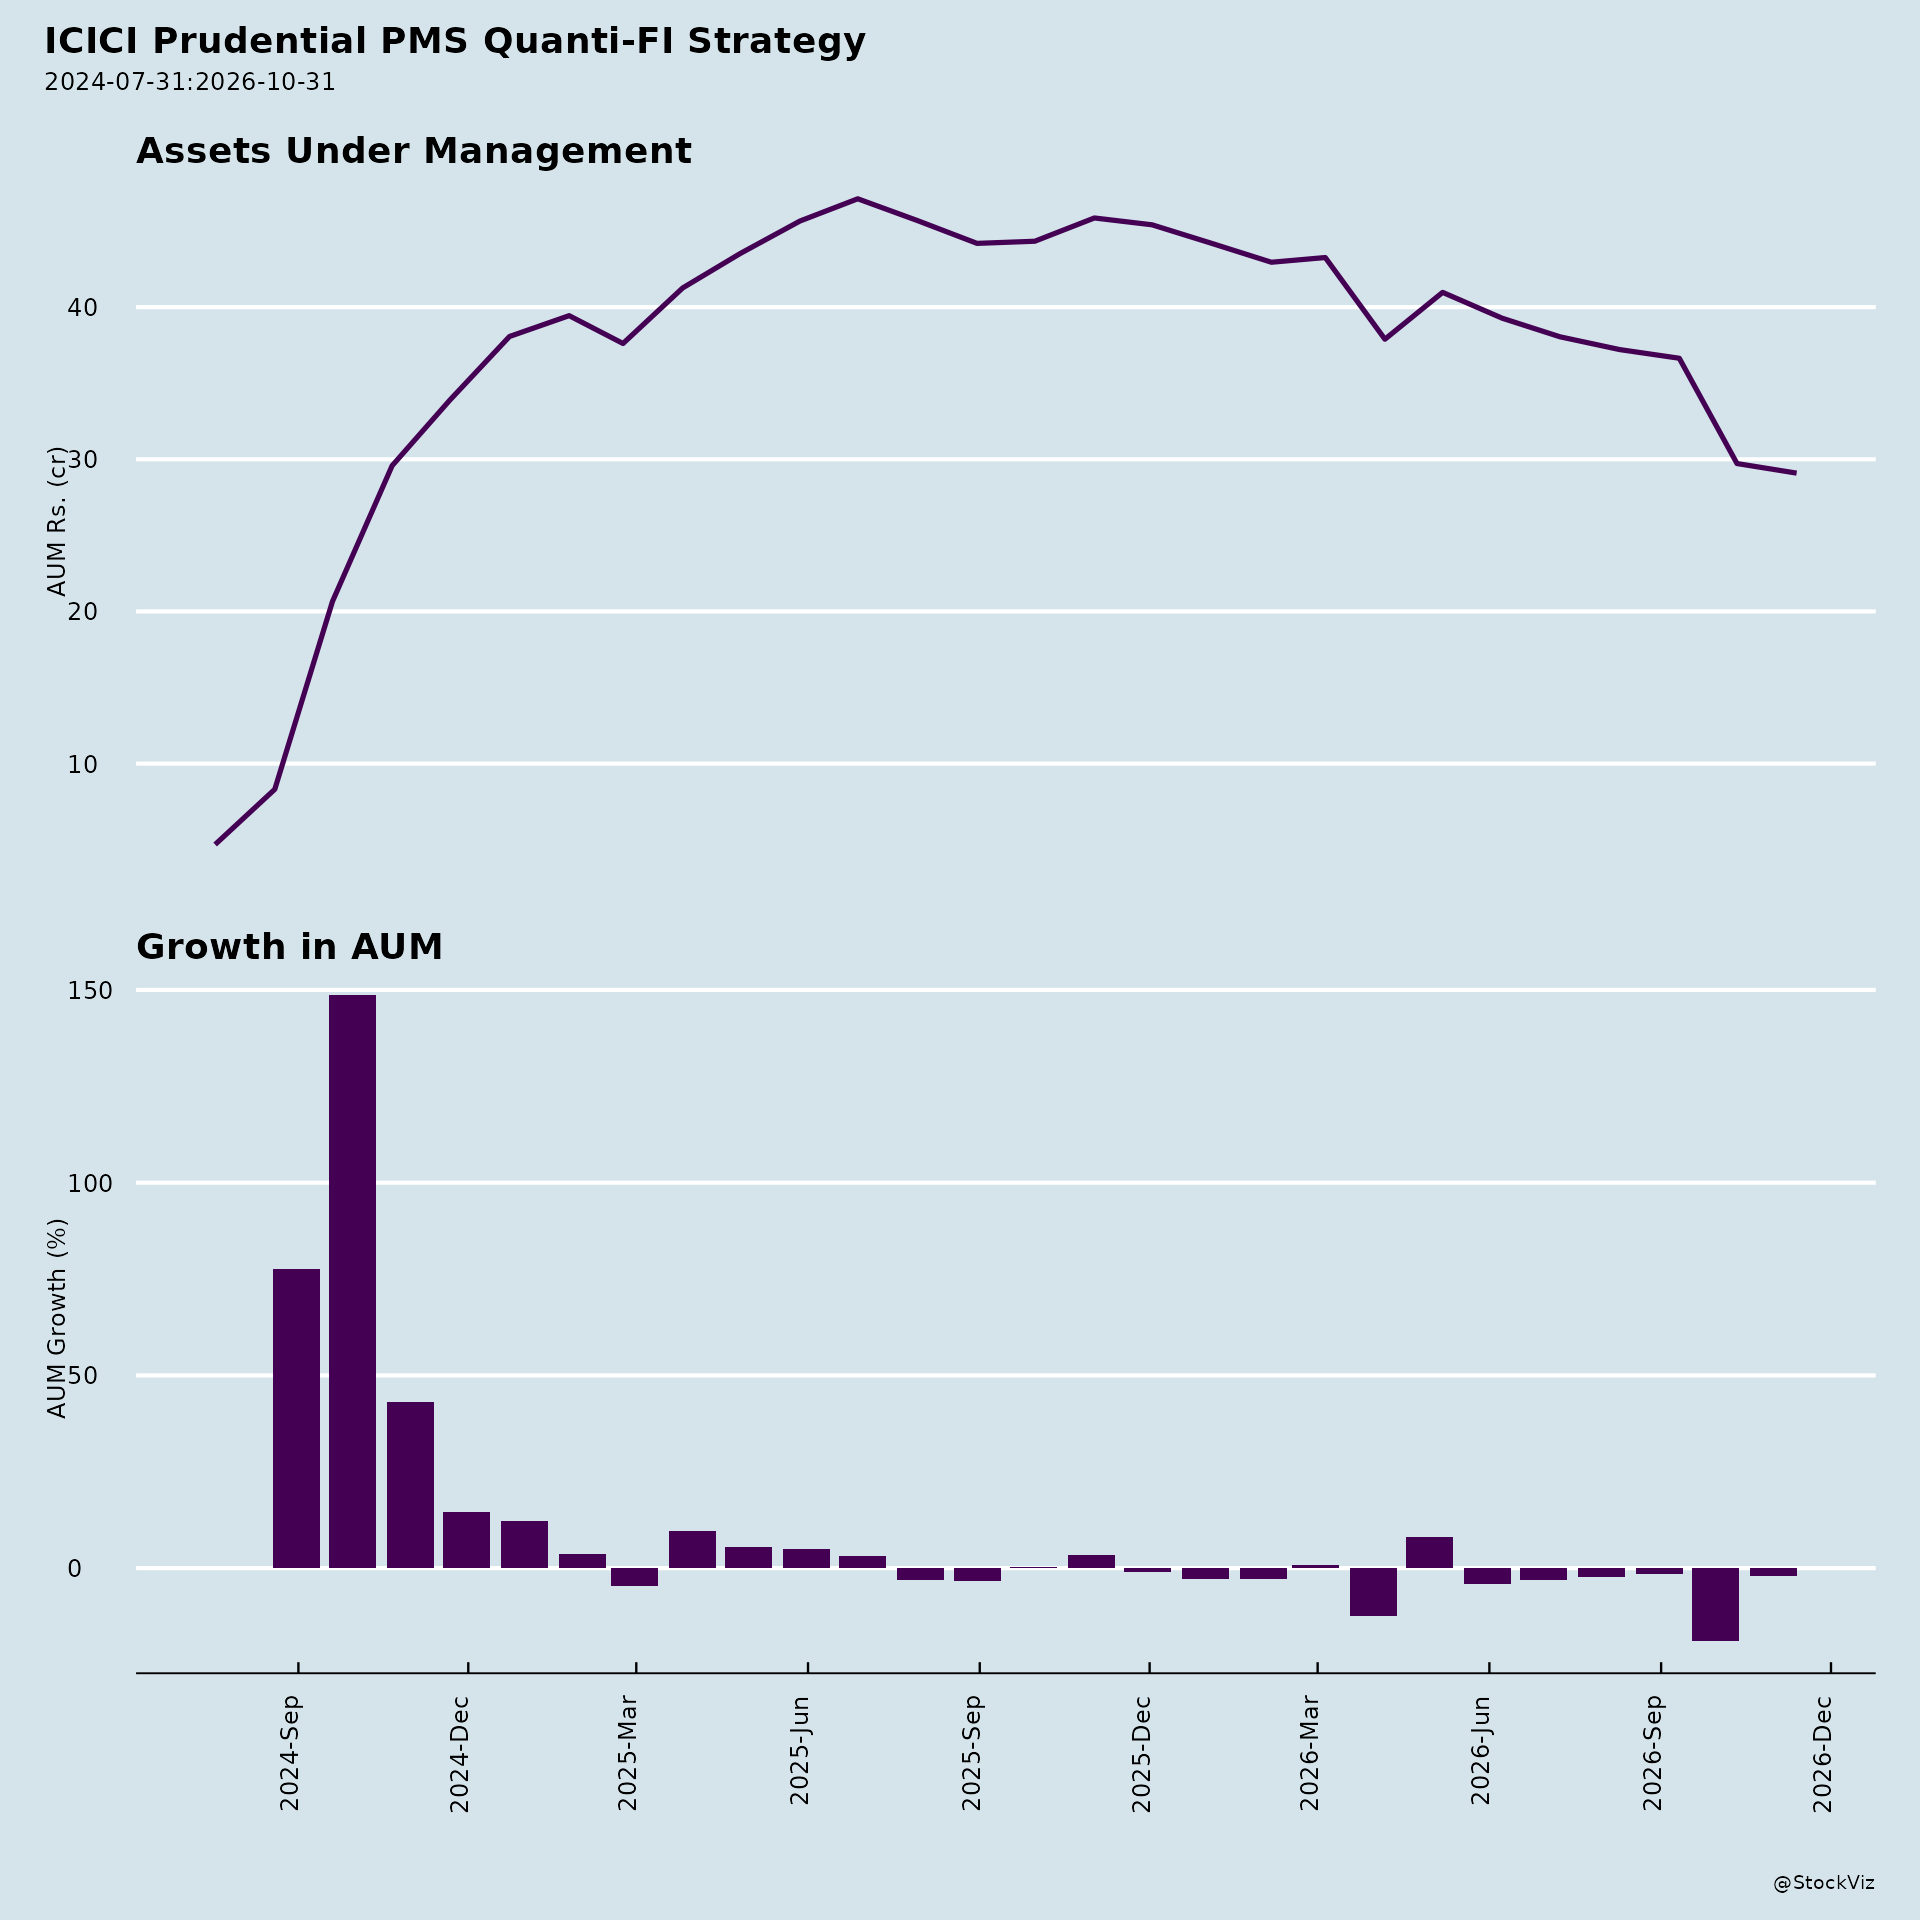 ICICI Prudential PMS Quanti-FI Strategy
2024-07-31:2026-10-31
Assets Under Management
AUM Rs. (cr)
40
30
20
10
Growth in AUM
AUM Growth (%)
150
100
50
0
2024-Sep
2024-Dec
2025-Mar
2025-Jun
2025-Sep
2025-Dec
2026-Mar
2026-Jun
2026-Sep
2026-Dec
@StockViz